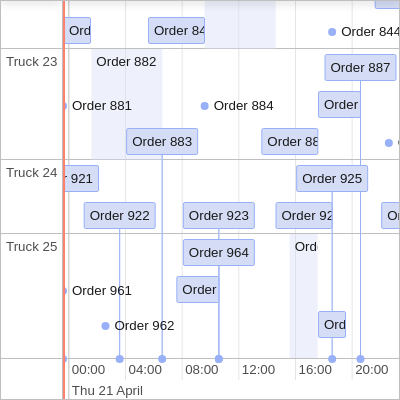 Ord
Order 84
Order 844
Truck 23
Order 882
Order 887
Order 881
Order 884
Order
Order 883
Order 88
Truck 24
921
Order 925
Order 922
Order 923
Order 92
O
Truck 25
Order 964
Ord
Order 961
Order
Order 962
Ord
00:00 04:00 08:00 12:00 16:00 20:00
Thu 21 April